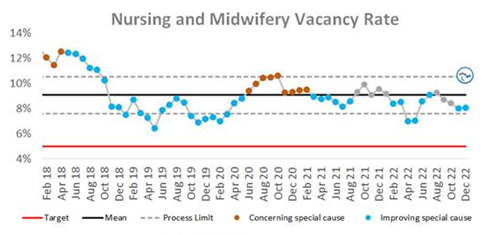 Nursing and Midwifery Vacancy Rate
14%
12%
10%
8%
6%
4%
Feb 18
Apr 18
Jun 18
Aug 18
Oct 18
Dec 18
Feb 19
Apr 19
Jun 19
Aug 19
Oct 19
Dec 19
Feb 20
Apr 20
Jun 20
Aug 20
Oct 20
Dec 20
Feb 21
Apr 21
Jun 21
Aug 21
Oct 21
Dec 21
Feb 22
Apr 22
Jun 22
Aug 22
Oct 22
Dec 22
Target Mean Process Limit Concerning special cause Improving special cause